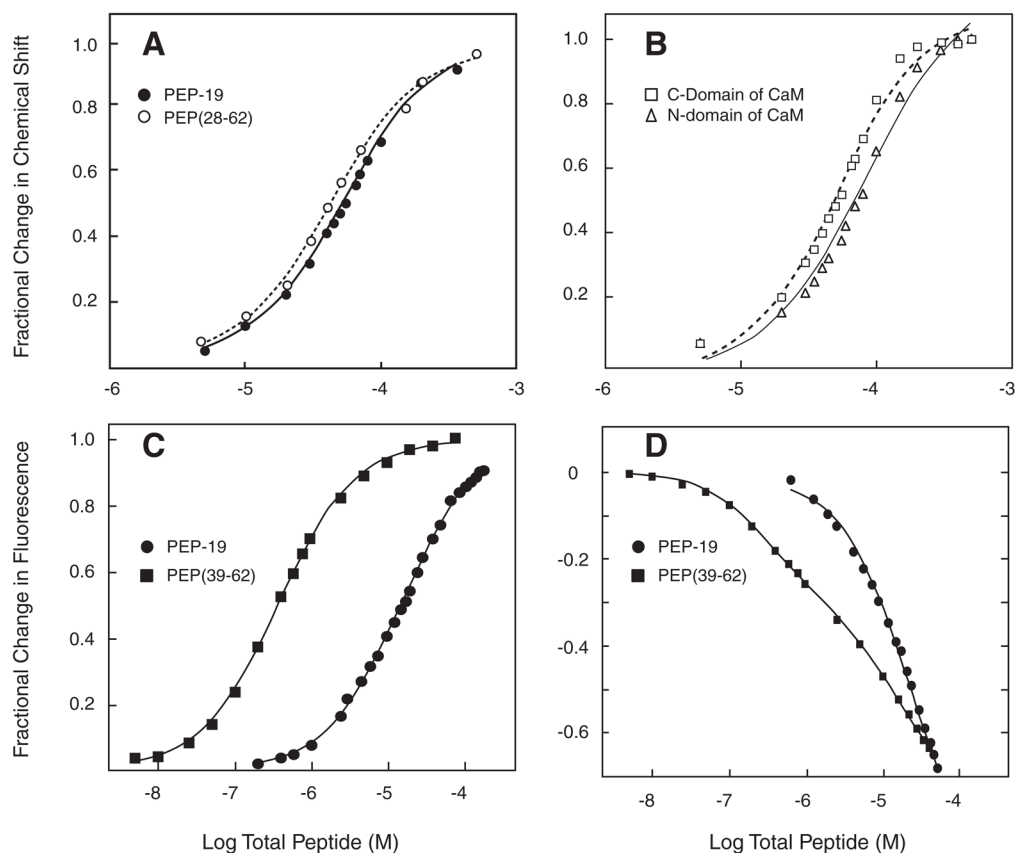 Fractional Change in Chemical Shift
A
PEP-19
PEP(28-62)
1.0
0.8
0.6
0.4
0.2
-6 -5 -4 -3
B
C-Domain of CaM
N-domain of CaM
1.0
0.8
0.6
0.4
0.2
-6 -5 -4 -3
Fractional Change in Fluorescence
C
PEP-19
PEP(39-62)
1.0
0.8
0.6
0.4
0.2
-8 -7 -6 -5 -4
Log Total Peptide (M)
D
PEP-19
PEP(39-62)
0
-0.2
-0.4
-0.6
-8 -7 -6 -5 -4
Log Total Peptide (M)